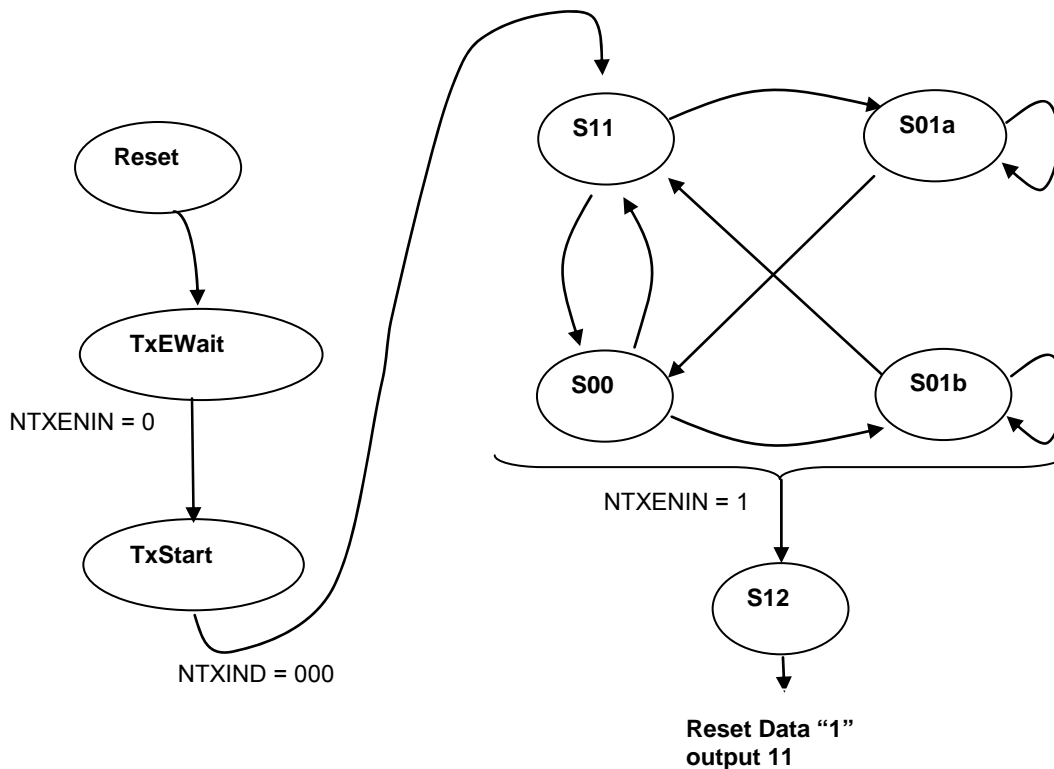 Reset
TxEWait
NTXENIN = 0
TxStart
NTXIND = 000
S11
S01a
S00
S01b
NTXENIN = 1
S12
Reset Data “1”
output 11